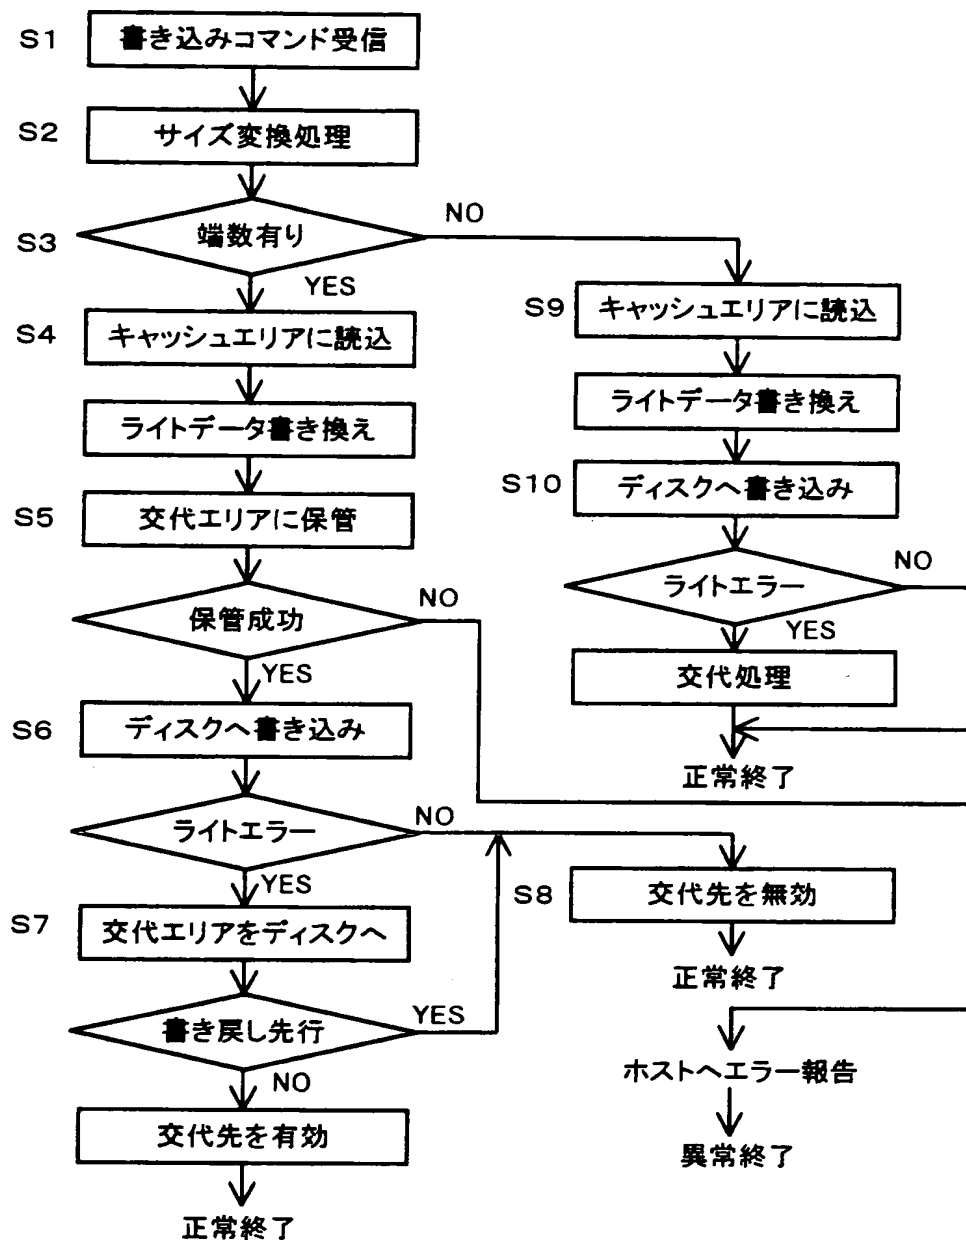 S1
書き込みコマンド受信
S2
サイズ変換処理
S3
端数有り
NO
YES
S4
キャッシュエリアに読込
ライトデータ書き換え
S5
交代エリアに保管
保管成功
NO
YES
S6
ディスクへ書き込み
ライトエラー
NO
YES
S7
交代エリアをディスクへ
書き戻し先行
YES
NO
交代先を有効
正常終了
S9
キャッシュエリアに読込
ライトデータ書き換え
S10
ディスクへ書き込み
ライトエラー
NO
YES
交代処理
正常終了
S8
交代先を無効
正常終了
ホストへエラー報告
異常終了